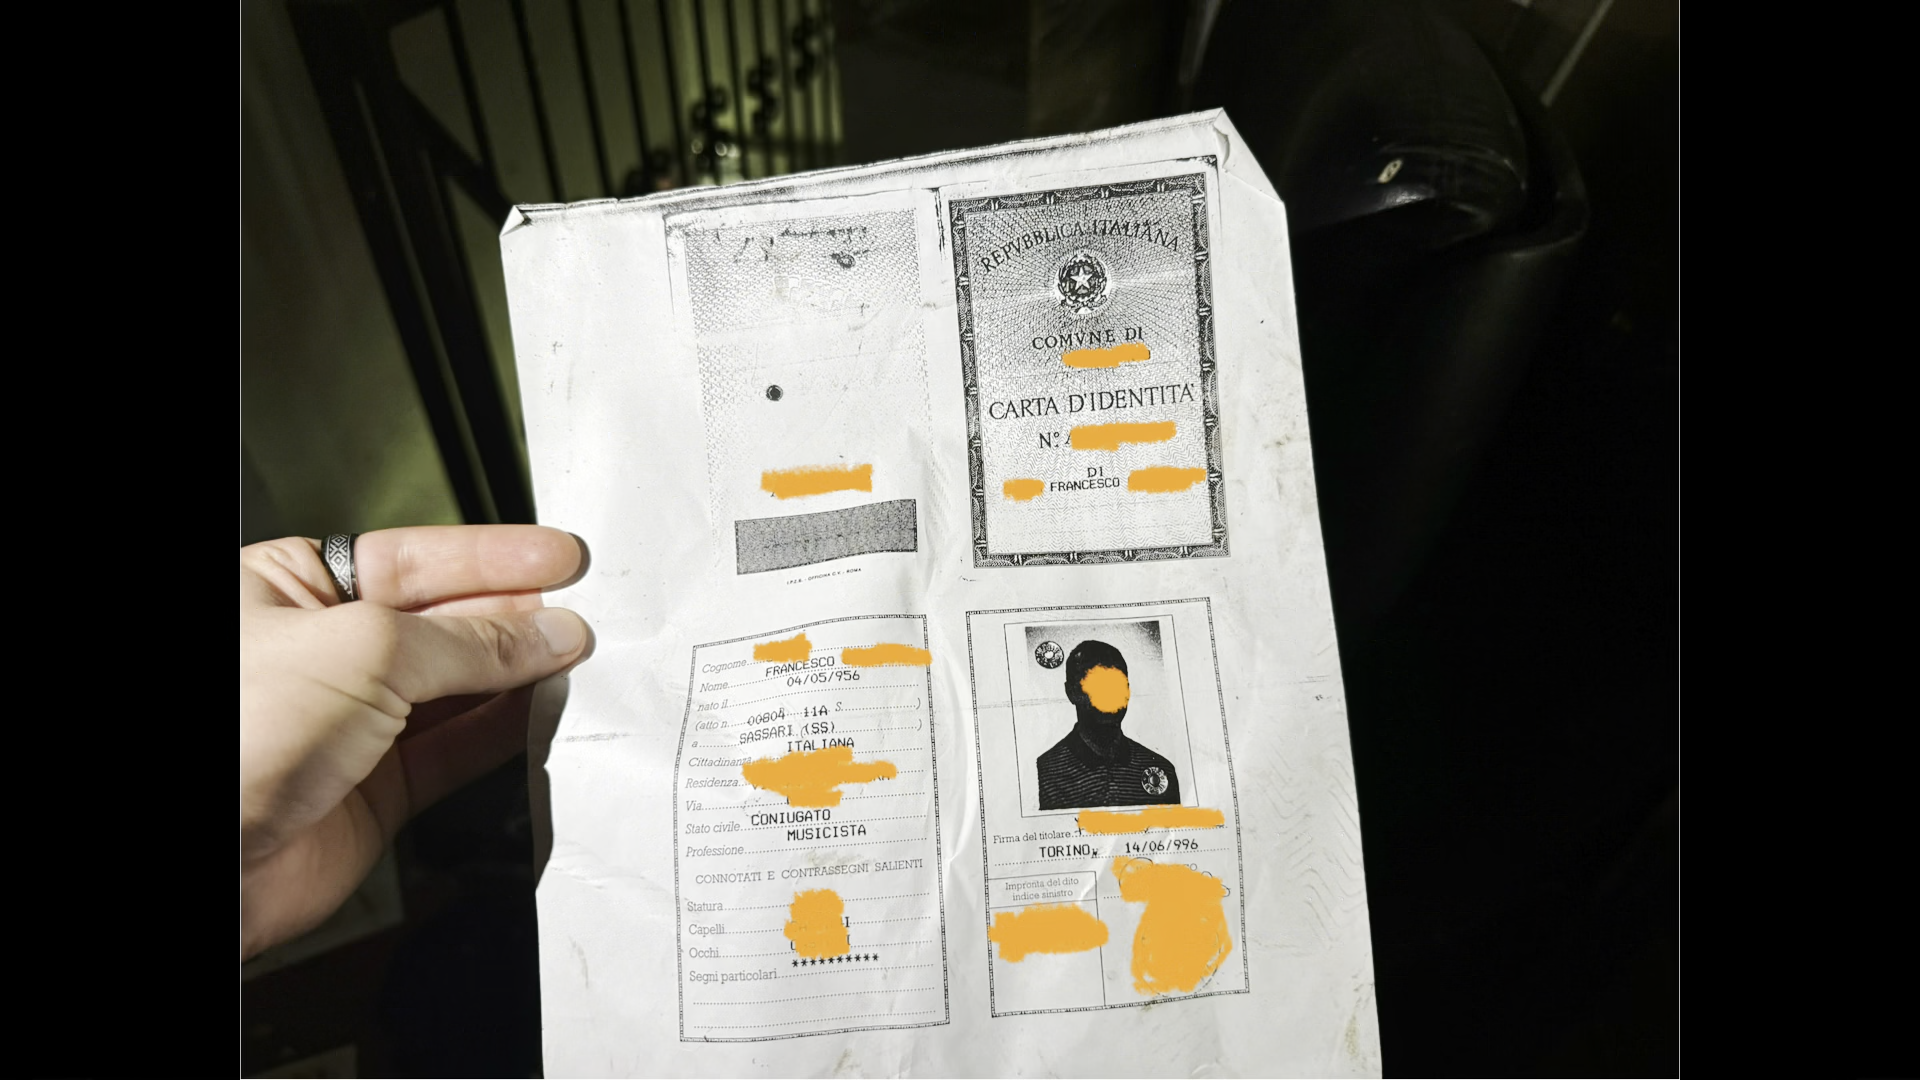 REPVBBLICA ITALIANA
COMVNE DI
CARTA D'IDENTITA'
N°
DI
FRANCESCO
I.P.Z.S. - OFFICINA C.V. - ROMA
Cognome
Nome FRANCESCO
nato il 04/05/956
(atto n. 00804 11A S. )
a SASSARI (SS)
Cittadinanza ITALIANA
Residenza
Via
Stato civile CONIUGATO
Professione MUSICISTA
CONNOTATI E CONTRASSEGNI SALIENTI
Statura
Capelli
Occhi
Segni particolari **********
Firma del titolare
TORINO 14/06/996
Impronta del dito
indice sinistro